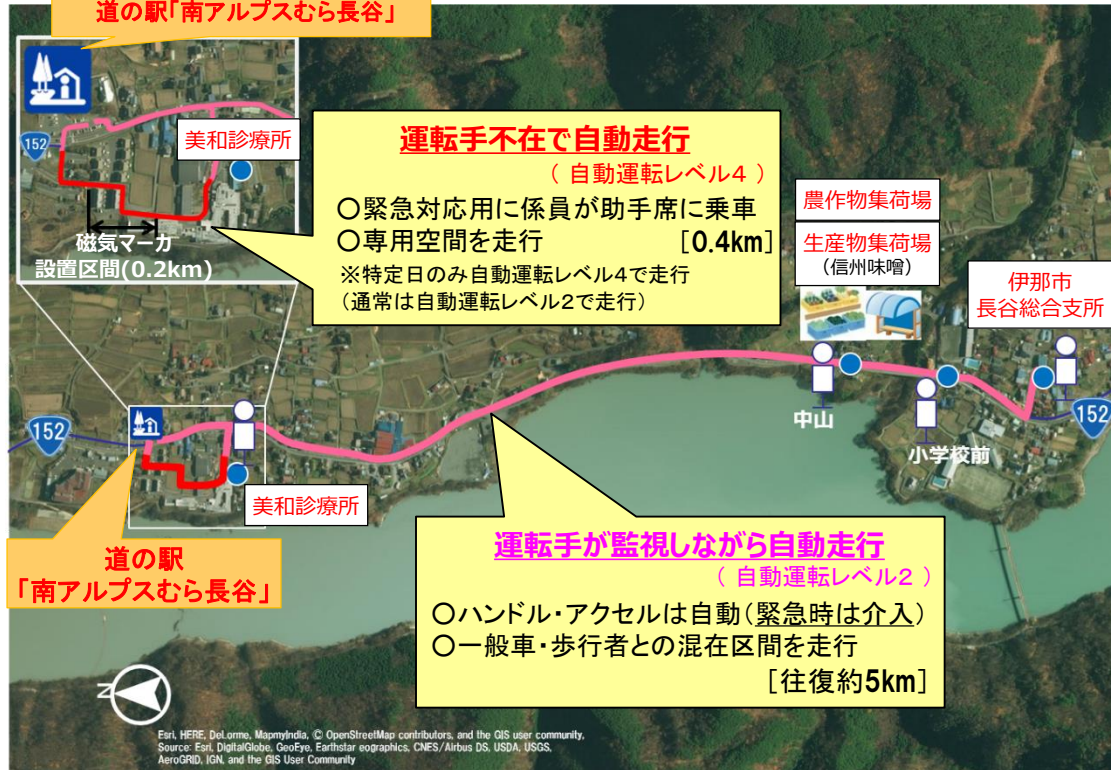 道の駅「南アルプスむら長谷」
152
美和診療所
磁気マーカ
設置区間(0.2km)
運転手不在で自動走行
（ 自動運転レベル４ ）
○緊急対応用に係員が助手席に乗車
○専用空間を走行 [0.4km]
※特定日のみ自動運転レベル4で走行
（通常は自動運転レベル2で走行）
農作物集荷場
生産物集荷場
（信州味噌）
伊那市
長谷総合支所
中山
小学校前
152
152
美和診療所
道の駅
「南アルプスむら長谷」
運転手が監視しながら自動走行
（ 自動運転レベル２ ）
○ハンドル・アクセルは自動（緊急時は介入）
○一般車・歩行者との混在区間を走行
[往復約5km]
N
Esri, HERE, DeLorme, MapmyIndia, © OpenStreetMap contributors, and the GIS user community,
Source: Esri, DigitalGlobe, GeoEye, Earthstar eographics, CNES/Airbus DS, USDA, USGS,
AeroGRID, IGN, and the GIS User Community